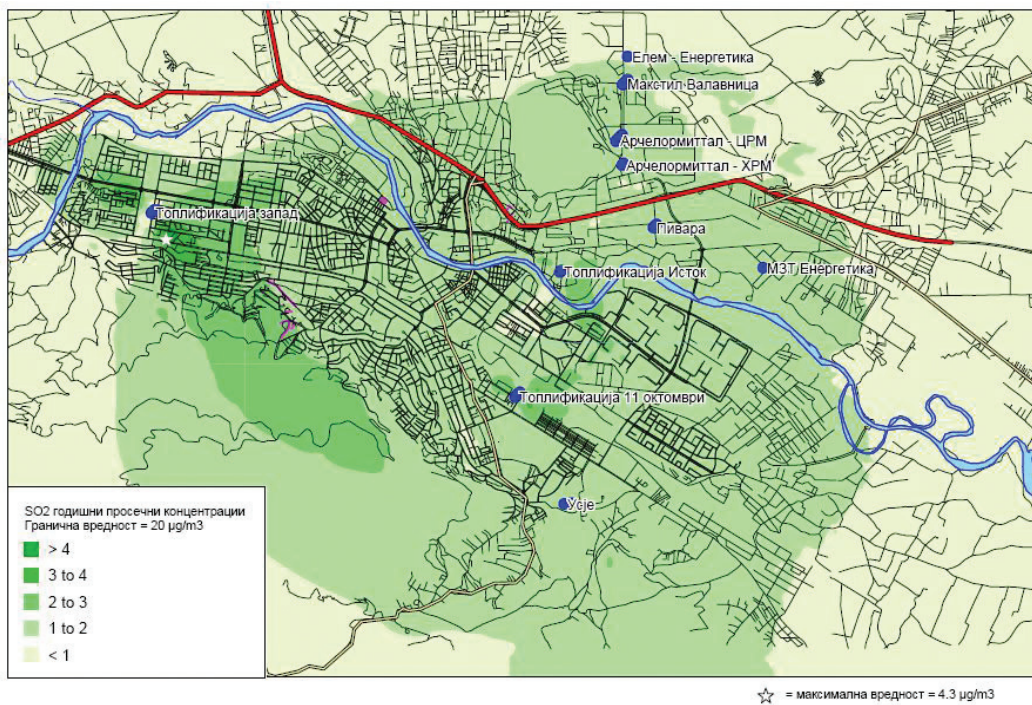 Елем - Енергетика
Макстил Валавница
Арчелормиттал - ЦРМ
Арчелормиттал - ХРМ
Топлификација запад
Пивара
Топлификација Исток
МЗТ Енергетика
Топлификација 11 октомври
Усје
SO2 годишни просечни концентрации
Гранична вредност = 20 µg/m3
> 4
3 to 4
2 to 3
1 to 2
< 1
= максимална вредност = 4.3 µg/m3